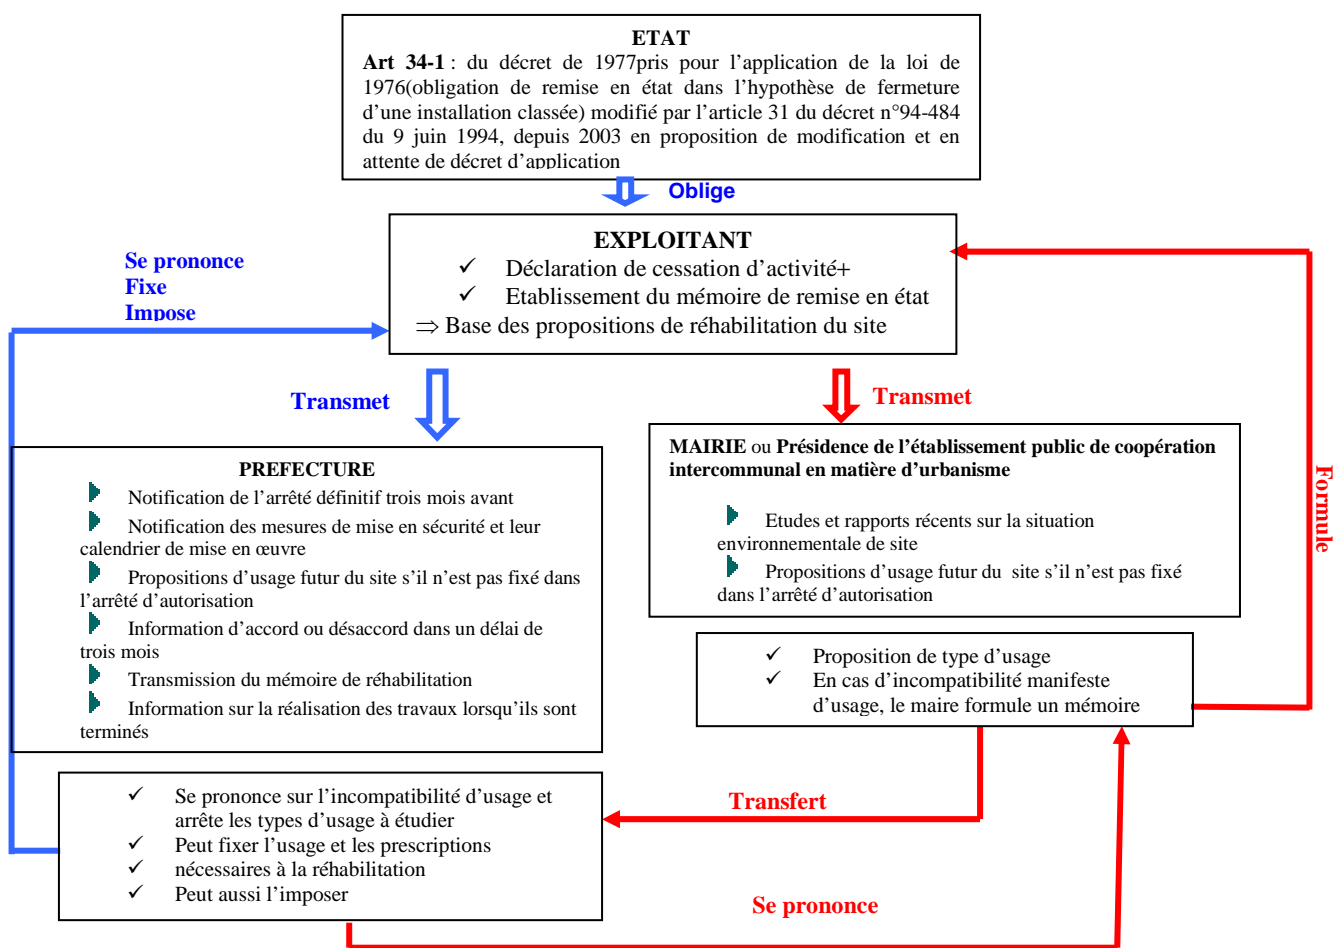 ETAT
Art 34-1 : du décret de 1977pris pour l’application de la loi de
1976(obligation de remise en état dans l’hypothèse de fermeture
d’une installation classée) modifié par l’article 31 du décret n°94-484
du 9 juin 1994, depuis 2003 en proposition de modification et en
attente de décret d’application
Oblige
EXPLOITANT
✓ Déclaration de cessation d’activité+
✓ Etablissement du mémoire de remise en état
⇒ Base des propositions de réhabilitation du site
Se prononce
Fixe
Impose
Transmet
Transmet
PREFECTURE
Notification de l’arrêté définitif trois mois avant
Notification des mesures de mise en sécurité et leur
calendrier de mise en œuvre
Propositions d’usage futur du site s’il n’est pas fixé dans
l’arrêté d’autorisation
Information d’accord ou désaccord dans un délai de
trois mois
Transmission du mémoire de réhabilitation
Information sur la réalisation des travaux lorsqu’ils sont
terminés
MAIRIE ou Présidence de l’établissement public de coopération
intercommunal en matière d’urbanisme
Etudes et rapports récents sur la situation
environnementale de site
Propositions d’usage futur du site s’il n’est pas fixé
dans l’arrêté d’autorisation
Formule
✓ Proposition de type d’usage
✓ En cas d’incompatibilité manifeste
d’usage, le maire formule un mémoire
✓ Se prononce sur l’incompatibilité d’usage et
arrête les types d’usage à étudier
✓ Peut fixer l’usage et les prescriptions
✓ nécessaires à la réhabilitation
✓ Peut aussi l’imposer
Transfert
Se prononce